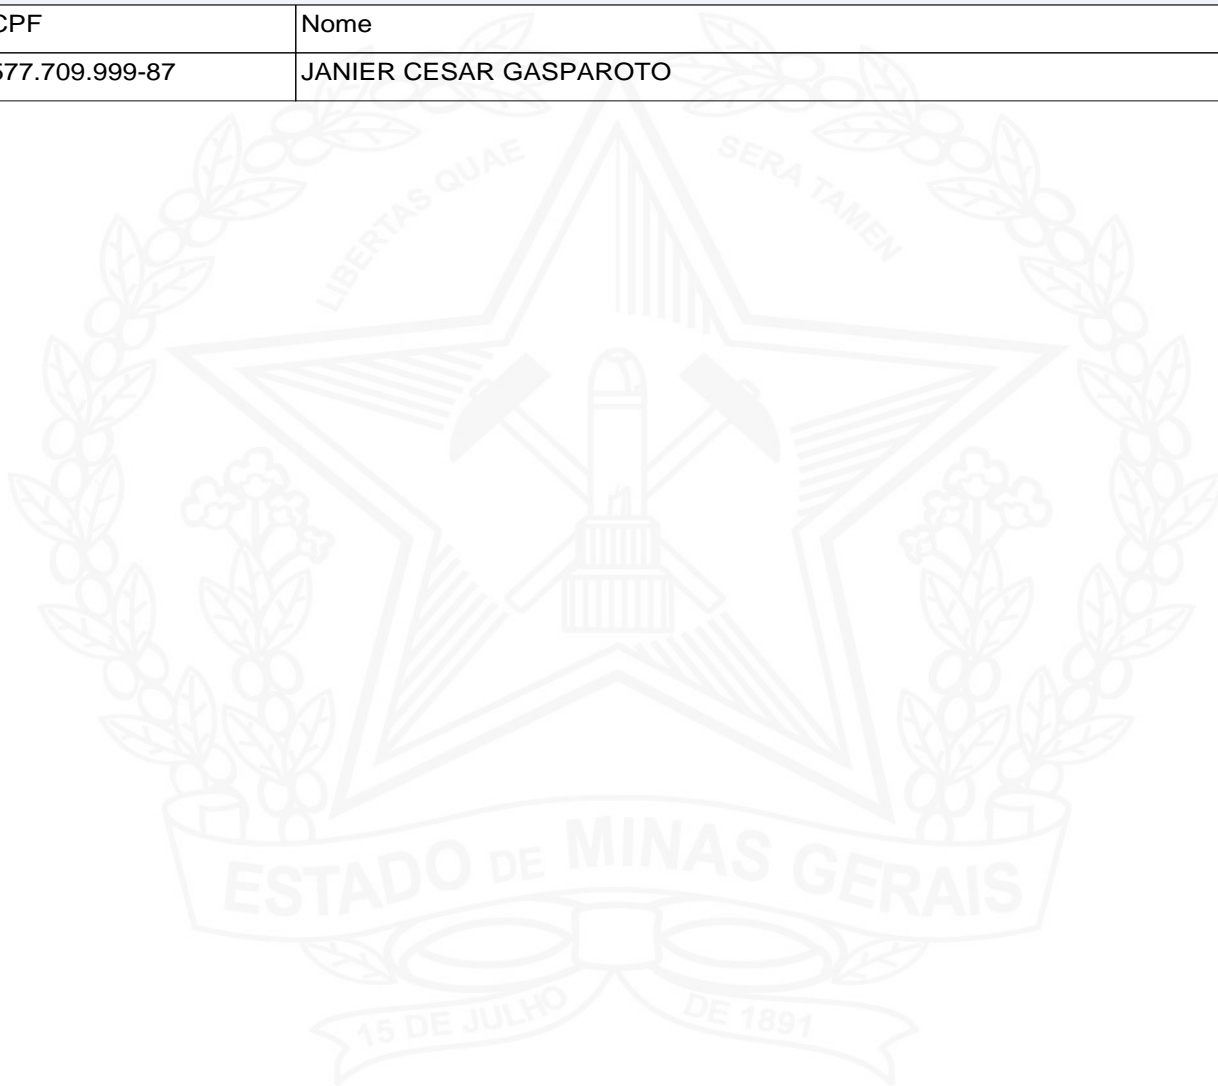 CPF Nome
577.709.999-87 JANIER CESAR GASPAROTO
LIBERTAS QUAE SERA TAMEN
ESTADO DE MINAS GERAIS
15 DE JULHO DE 1891